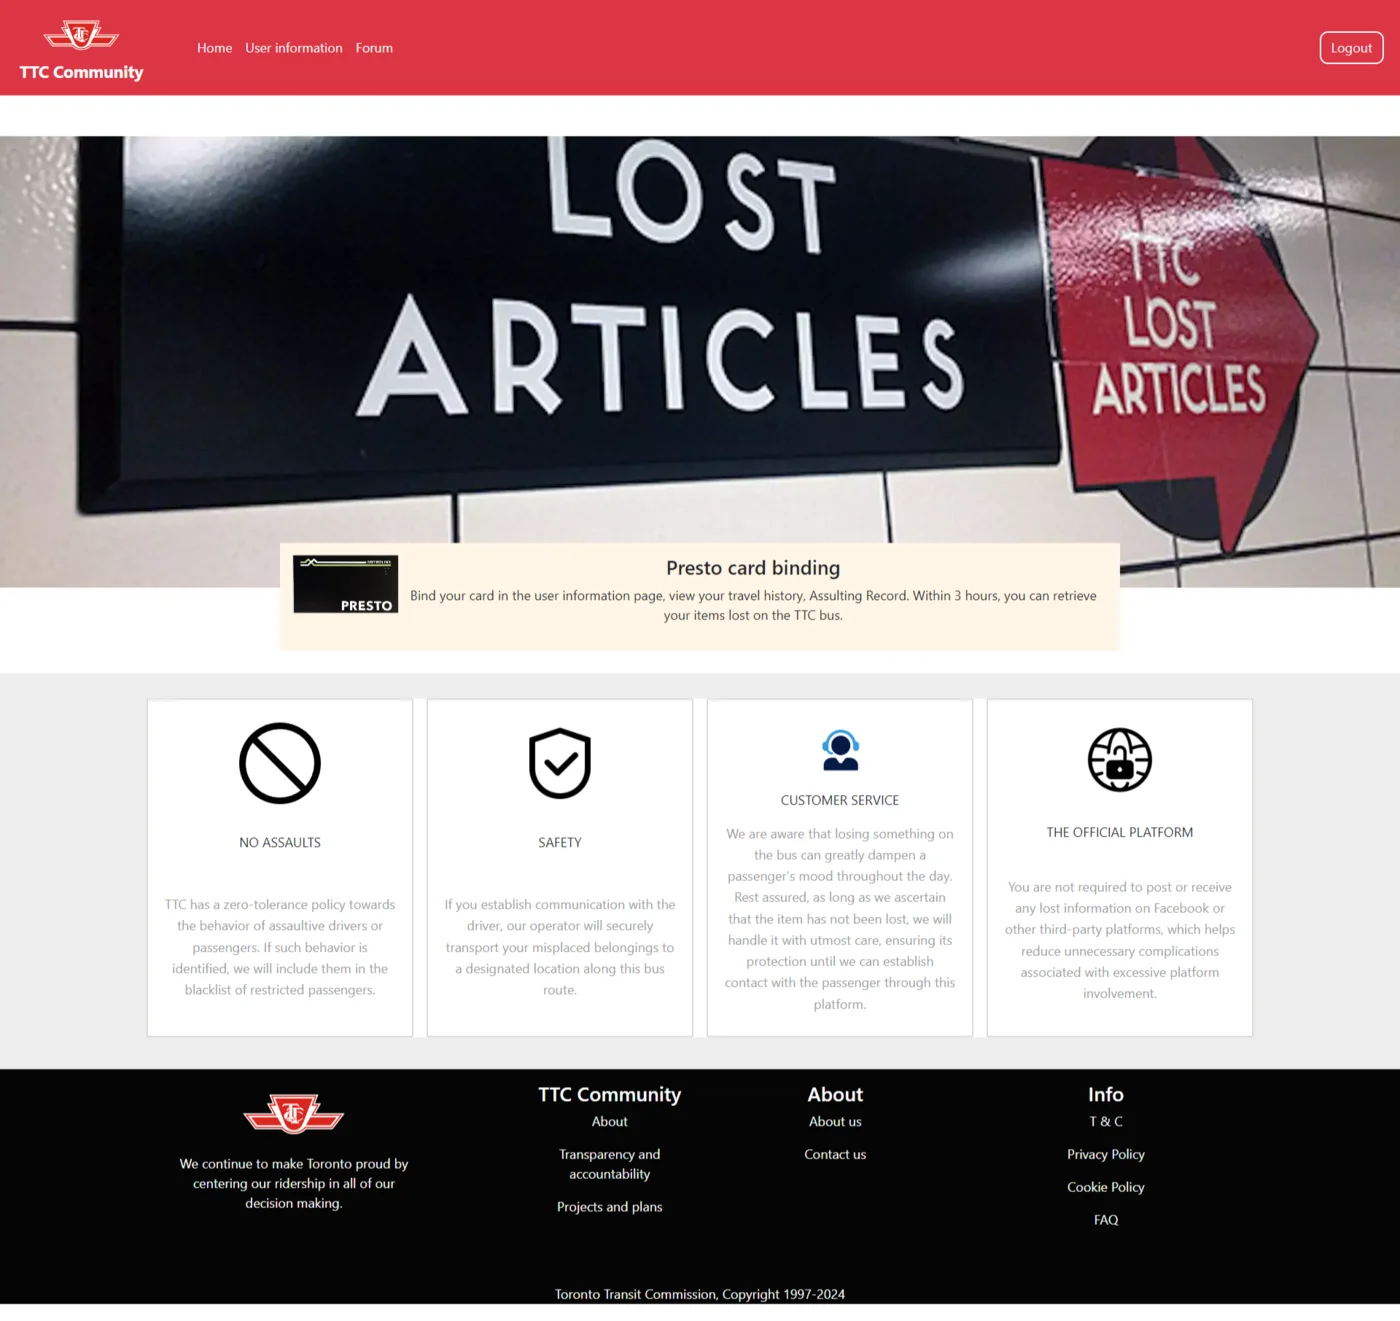 TTC Community
Home User information Forum
Logout
LOST
ARTICLES
TTC
LOST
ARTICLES
PRESTO
Presto card binding
Bind your card in the user information page, view your travel history, Assulting Record. Within 3 hours, you can retrieve
your items lost on the TTC bus.
NO ASSAULTS
TTC has a zero-tolerance policy towards
the behavior of assaultive drivers or
passengers. If such behavior is
identified, we will include them in the
blacklist of restricted passengers.
SAFETY
If you establish communication with the
driver, our operator will securely
transport your misplaced belongings to
a designated location along this bus
route.
CUSTOMER SERVICE
We are aware that losing something on
the bus can greatly dampen a
passenger's mood throughout the day.
Rest assured, as long as we ascertain
that the item has not been lost, we will
handle it with utmost care, ensuring its
protection until we can establish
contact with the passenger through this
platform.
THE OFFICIAL PLATFORM
You are not required to post or receive
any lost information on Facebook or
other third-party platforms, which helps
reduce unnecessary complications
associated with excessive platform
involvement.
We continue to make Toronto proud by
centering our ridership in all of our
decision making.
TTC Community
About
Transparency and
accountability
Projects and plans
About
About us
Contact us
Info
T & C
Privacy Policy
Cookie Policy
FAQ
Toronto Transit Commission, Copyright 1997-2024